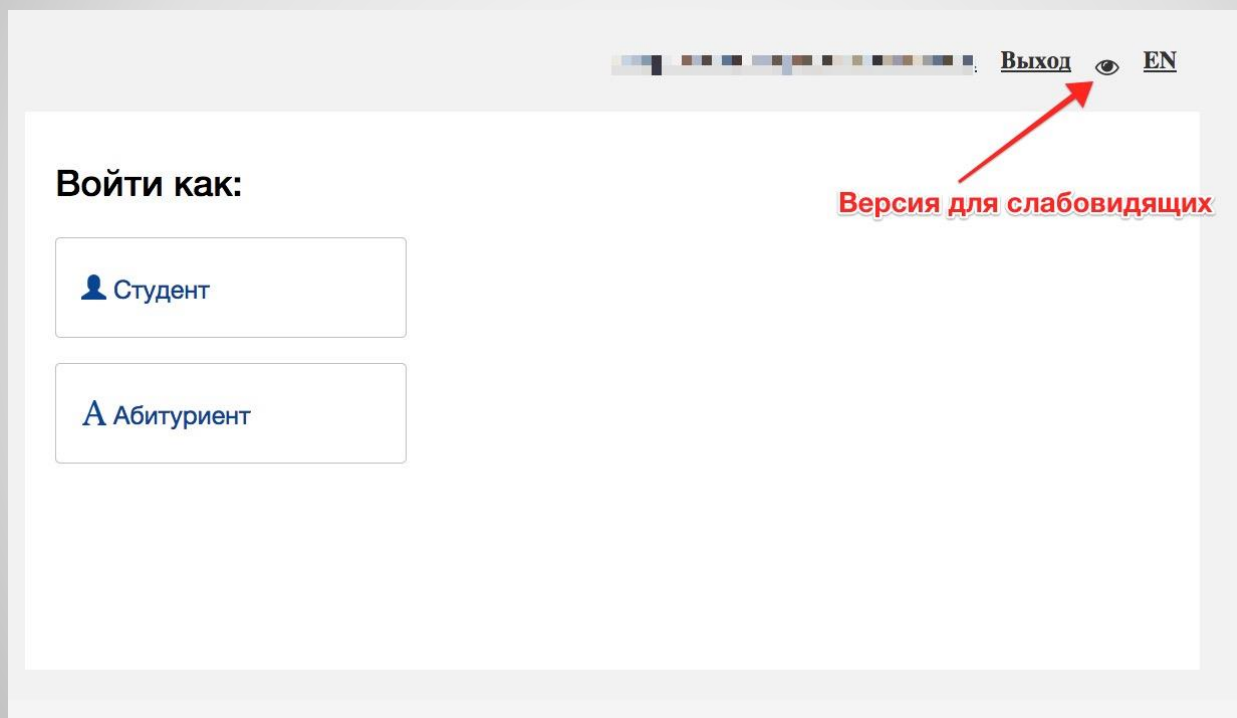 Выход EN
Войти как:
Версия для слабовидящих
Студент
A Абитуриент